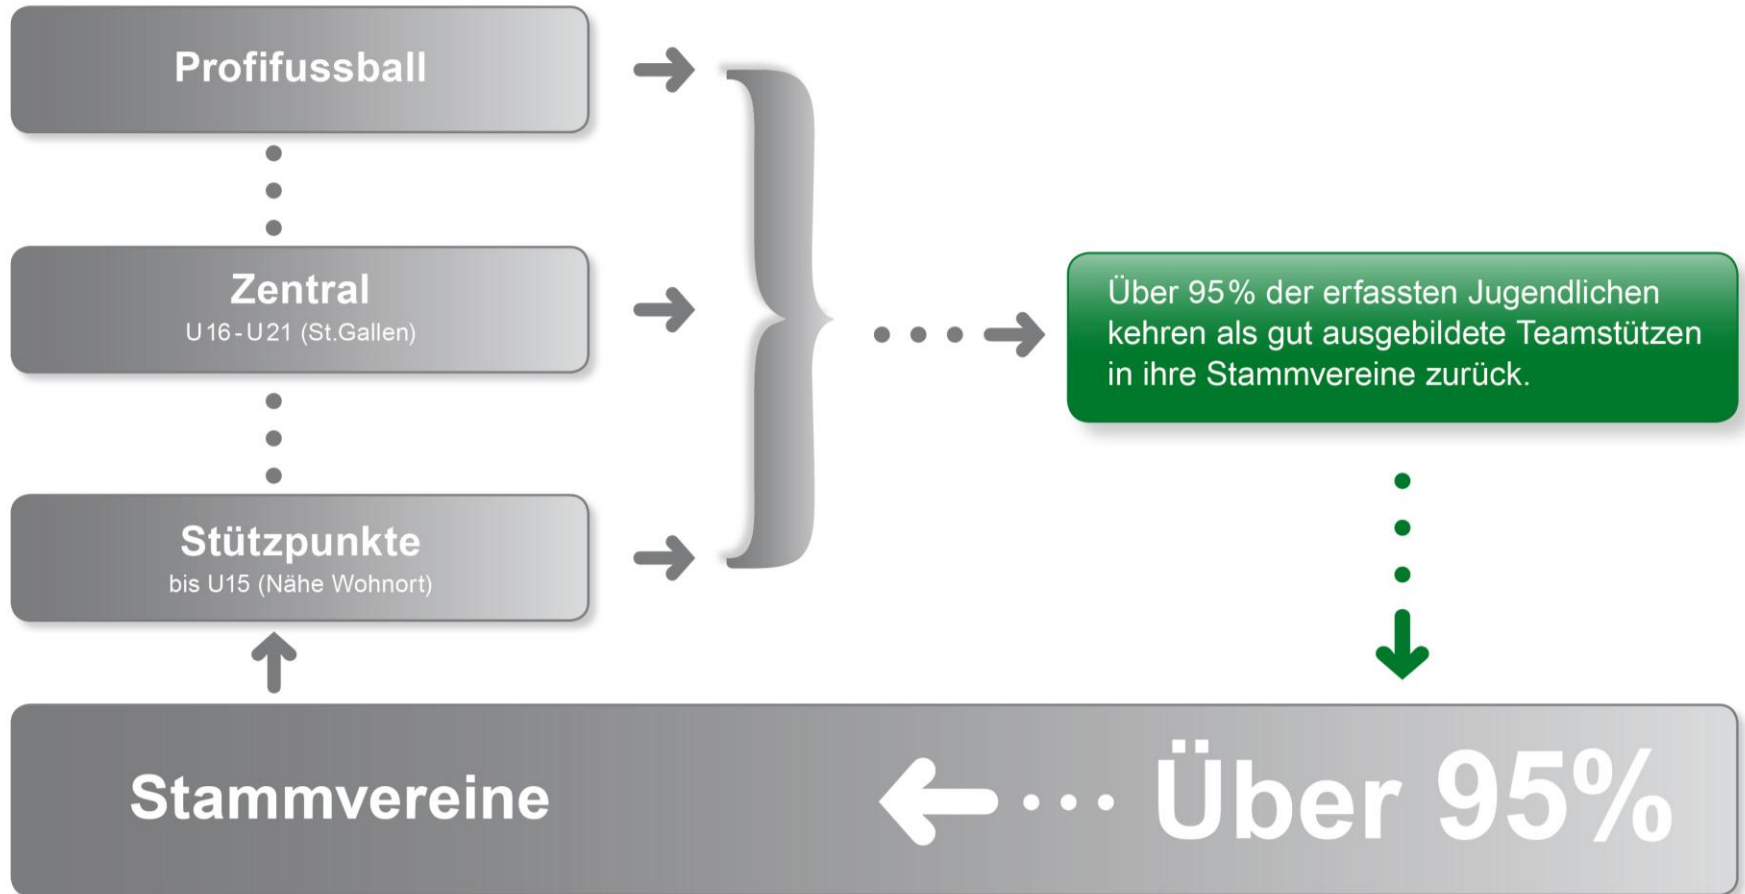 Profifussball
Zentral
U16-U21 (St.Gallen)
Stützpunkte
bis U15 (Nähe Wohnort)
Über 95% der erfassten Jugendlichen
kehren als gut ausgebildete Teamstützen
in ihre Stammvereine zurück.
Stammvereine
Über 95%